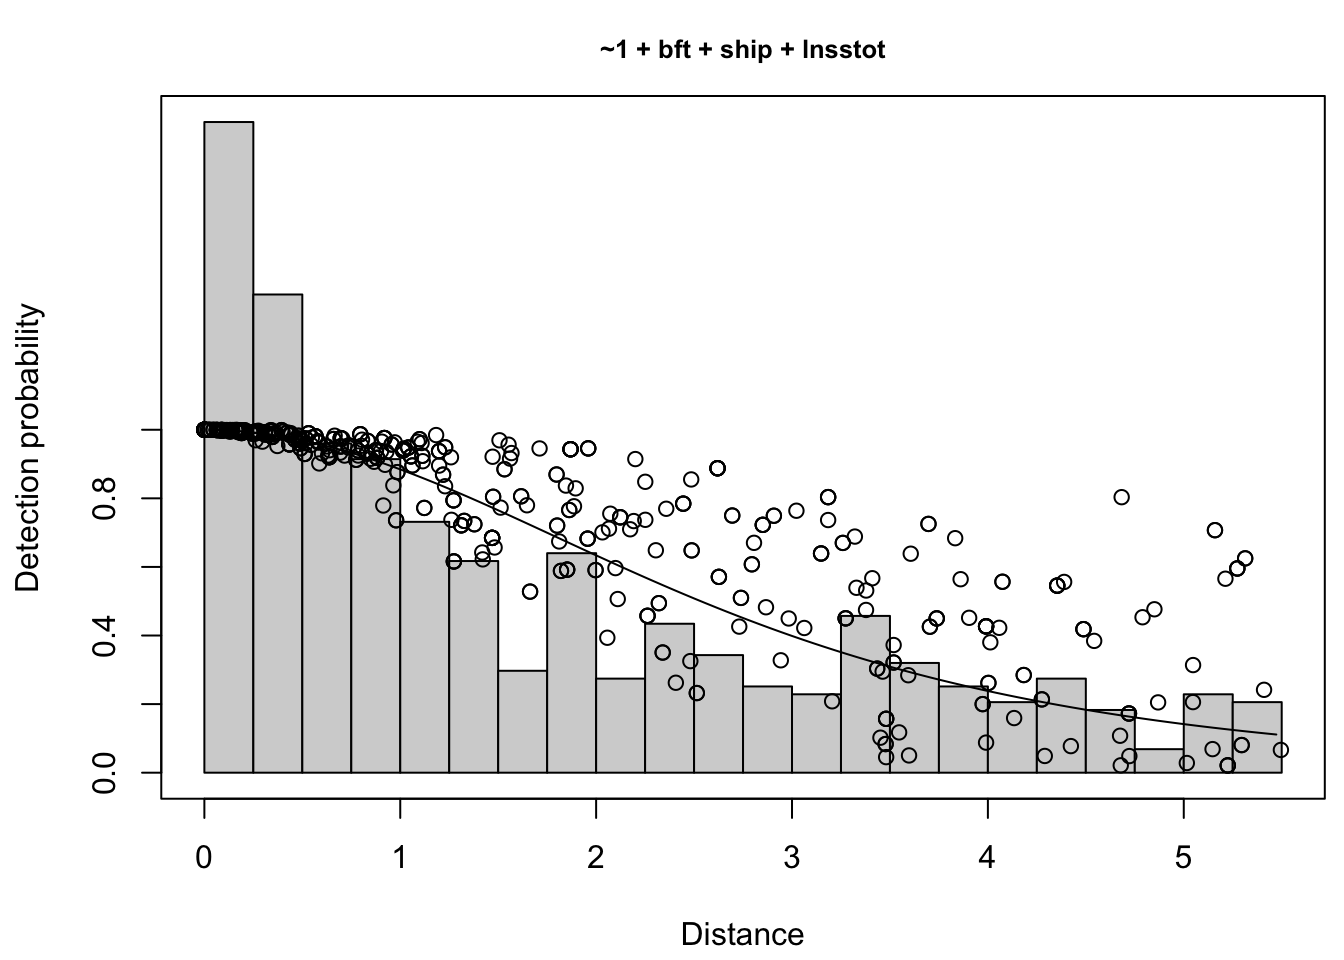 ~1 + bft + ship + lnsstot
Detection probability
0.8
0.4
0.0
0 1 2 3 4 5
Distance